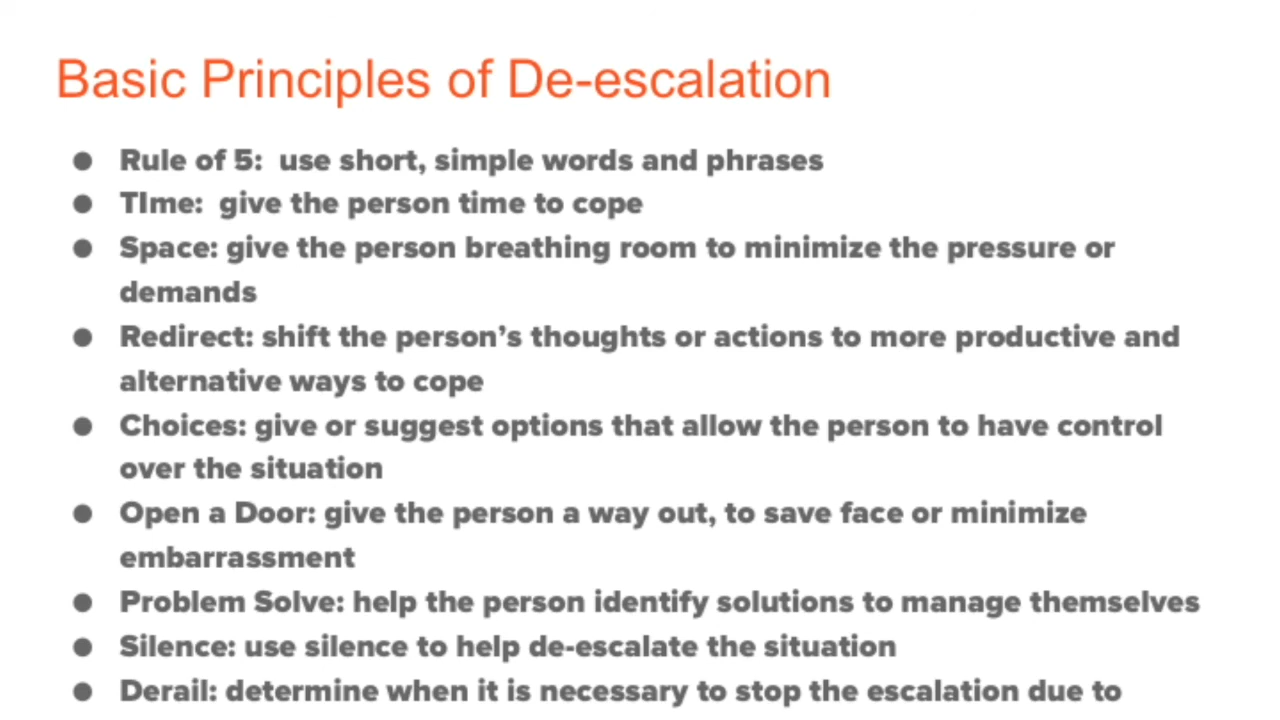 Basic Principles of De-escalation
● Rule of 5:  use short, simple words and phrases
● TIme:  give the person time to cope
● Space: give the person breathing room to minimize the pressure or
demands
● Redirect: shift the person’s thoughts or actions to more productive and
alternative ways to cope
● Choices: give or suggest options that allow the person to have control
over the situation
● Open a Door: give the person a way out, to save face or minimize
embarrassment
● Problem Solve: help the person identify solutions to manage themselves
● Silence: use silence to help de-escalate the situation
● Derail: determine when it is necessary to stop the escalation due to